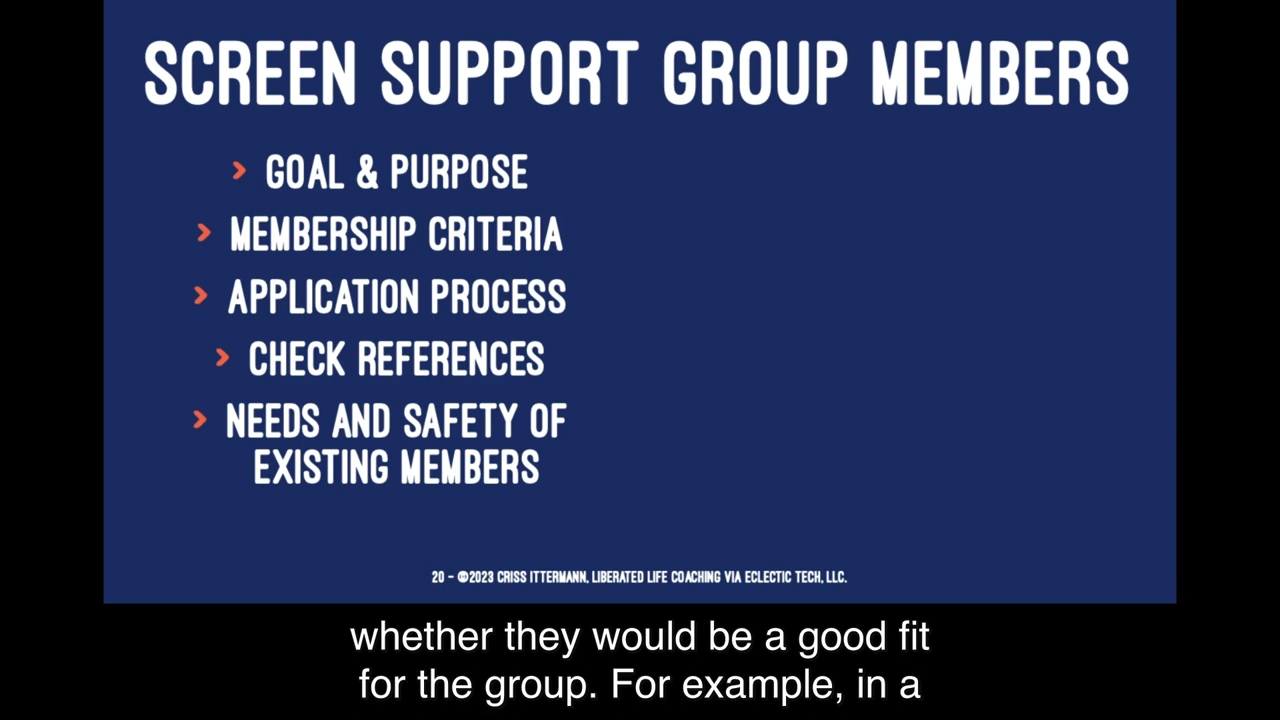 SCREEN SUPPORT GROUP MEMBERS
> GOAL & PURPOSE
> MEMBERSHIP CRITERIA
> APPLICATION PROCESS
> CHECK REFERENCES
> NEEDS AND SAFETY OF
EXISTING MEMBERS
20 - ©2023 CRISS ITTERMANN, LIBERATED LIFE COACHING VIA ECLECTIC TECH, LLC.
whether they would be a good fit
for the group. For example, in a